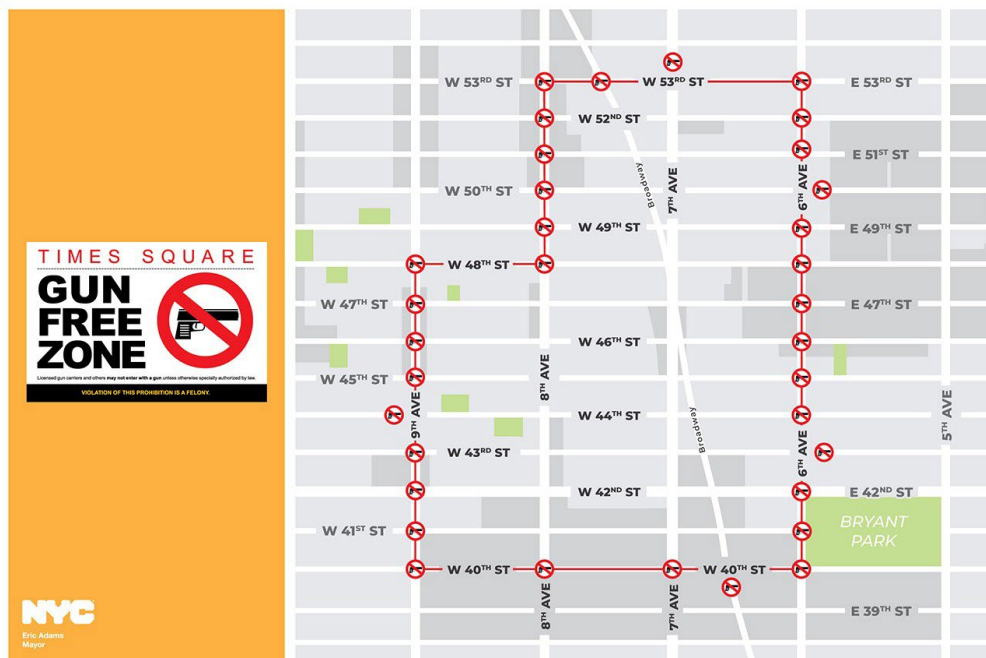 TIMES SQUARE
GUN
FREE
ZONE
Licensed gun carriers and others may not enter with a gun unless otherwise specially authorized by law.
VIOLATION OF THIS PROHIBITION IS A FELONY.
NYC
Eric Adams
Mayor
W 53RD ST
W 53RD ST
E 53RD ST
W 52ND ST
E 51ST ST
Broadway
7TH AVE
6TH AVE
W 50TH ST
W 49TH ST
E 49TH ST
W 48TH ST
W 47TH ST
E 47TH ST
W 46TH ST
8TH AVE
W 45TH ST
9TH AVE
W 44TH ST
Broadway
5TH AVE
W 43RD ST
6TH AVE
W 42ND ST
E 42ND ST
W 41ST ST
BRYANT
PARK
W 40TH ST
W 40TH ST
8TH AVE
7TH AVE
E 39TH ST